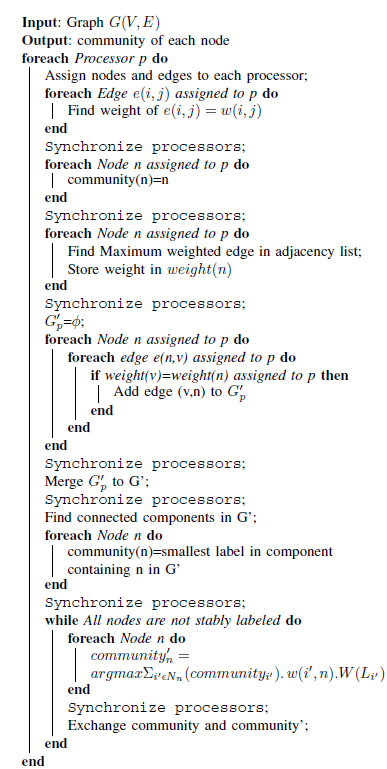 Input: Graph G(V, E)
Output: community of each node
foreach Processor p do
Assign nodes and edges to each processor;
foreach Edge e(i, j) assigned to p do
Find weight of e(i, j) = w(i, j)
end
Synchronize processors;
foreach Node n assigned to p do
community(n)=n
end
Synchronize processors;
foreach Node n assigned to p do
Find Maximum weighted edge in adjacency list;
Store weight in weight(n)
end
Synchronize processors;
G'_p=ϕ;
foreach Node n assigned to p do
foreach edge e(n,v) assigned to p do
if weight(v)=weight(n) assigned to p then
Add edge (v,n) to G'_p
end
end
end
Synchronize processors;
Merge G'_p to G';
Synchronize processors;
Find connected components in G';
foreach Node n do
community(n)=smallest label in component
containing n in G'
end
Synchronize processors;
while All nodes are not stably labeled do
foreach Node n do
community'_n =
argmaxΣ_{i'ϵN_n}(community_{i'}).w(i', n).W(L_{i'})
end
Synchronize processors;
Exchange community and community';
end
end